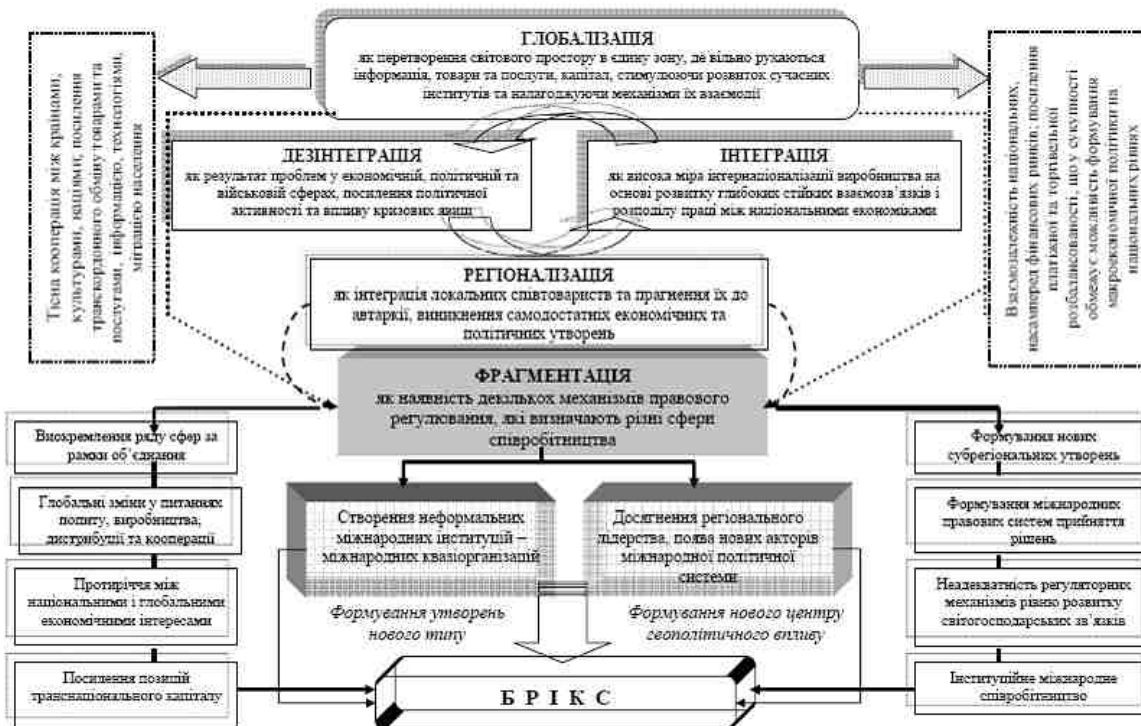 ГЛОБАЛІЗАЦІЯ
як перетворення світового простору в єдину зону, де вільно рухаються
інформація, товари та послуги, капітал, стимулюючи розвиток сучасних
інститутів та налагоджуючи механізми їх взаємодії
Тісна кооперація між країнами,
культурами, націями, посилення
транскордонного обміну товарами та
послугами, інформацією, технологіями,
міграцією населення
Взаємозалежність національних,
насамперед фінансових ринків, посилення
платіжної та торгівельної
розбалансованості, що у сукупності
обмежує можливість формування
макроекономічної політики на
національних рівнях
ДЕЗІНТЕГРАЦІЯ
як результат проблем у економічній, політичній та
військовій сферах, посилення політичної
активності та впливу кризових явищ
ІНТЕГРАЦІЯ
як висока міра інтернаціоналізації виробництва на
основі розвитку глибоких стійких взаємозв’язків і
розподілу праці між національними економіками
РЕГІОНАЛІЗАЦІЯ
як інтеграція локальних співтовариств та прагнення їх до
автаркії, виникнення самодостатніх економічних та
політичних утворень
ФРАГМЕНТАЦІЯ
як наявність декількох механізмів правового
регулювання, які визначають різні сфери
співробітництва
Виокремлення ряду сфер за
рамки об’єднання
Глобальні зміни у питаннях
попиту, виробництва,
дистрибуції та кооперації
Протиріччя між
національними і глобальними
економічними інтересами
Посилення позицій
транснаціонального капіталу
Створення неформальних
міжнародних інституцій –
міжнародних квазіорганізацій
Досягнення регіонального
лідерства, поява нових акторів
міжнародної політичної
системи
Формування утворень
нового типу
Формування нового центру
геополітичного впливу
Формування нових
субрегіональних утворень
Формування міжнародних
правових систем прийняття
рішень
Неадекватність регуляторних
механізмів рівню розвитку
світогосподарських зв’язків
Інституційне міжнародне
співробітництво
Б Р І К С